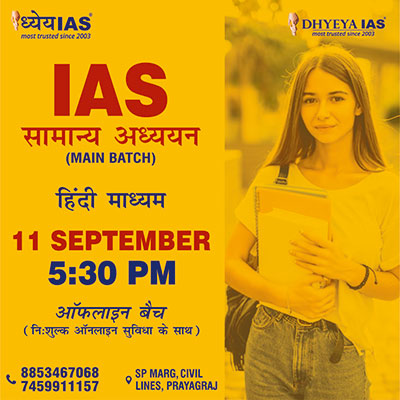 ध्येय IAS®
most trusted since 2003
DHYEYA IAS®
most trusted since 2003
IAS
सामान्य अध्ययन
(MAIN BATCH)
हिंदी माध्यम
11 SEPTEMBER
5:30 PM
ऑफलाइन बैच
(निःशुल्क ऑनलाइन सुविधा के साथ)
8853467068
7459911157
SP MARG, CIVIL
LINES, PRAYAGRAJ